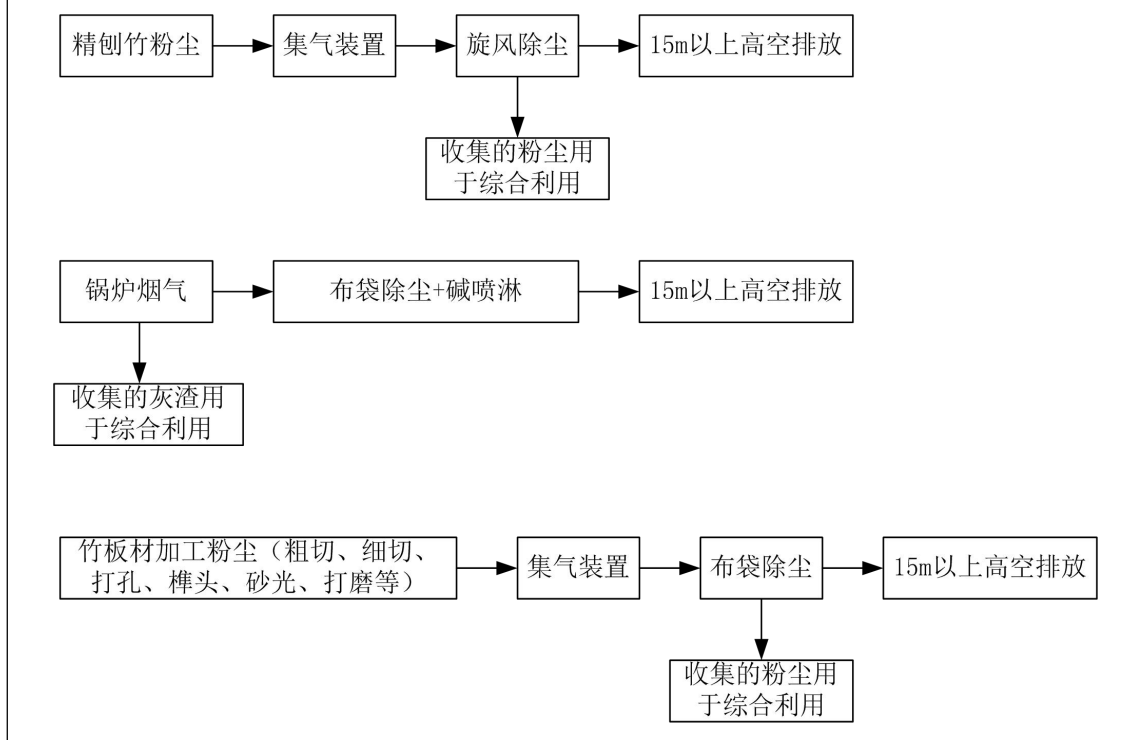 精刨竹粉尘
集气装置
旋风除尘
15m以上高空排放
收集的粉尘用
于综合利用
锅炉烟气
布袋除尘+碱喷淋
15m以上高空排放
收集的灰渣用
于综合利用
竹板材加工粉尘（粗切、细切、
打孔、榫头、砂光、打磨等）
集气装置
布袋除尘
15m以上高空排放
收集的粉尘用
于综合利用